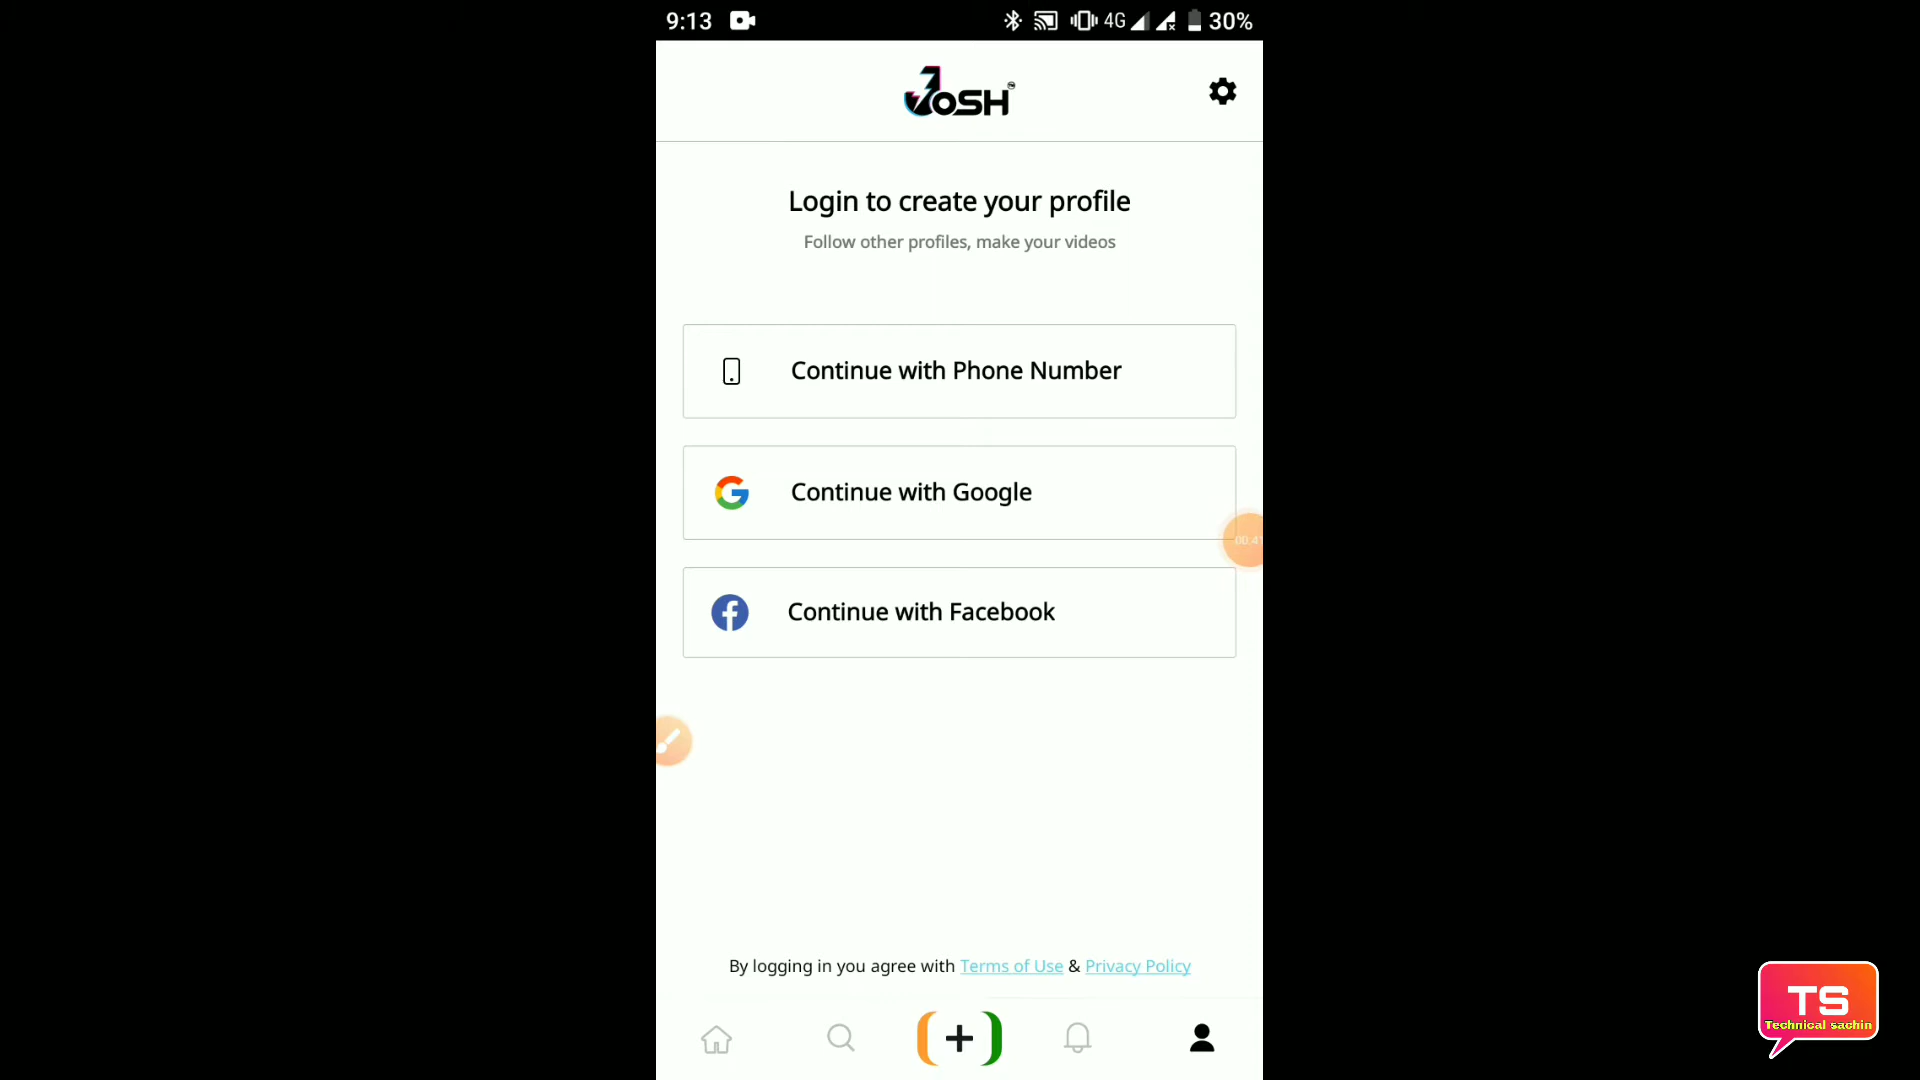 9:13
4G
30%
JOSH
Login to create your profile
Follow other profiles, make your videos
Continue with Phone Number
Continue with Google
00:41
Continue with Facebook
By logging in you agree with Terms of Use & Privacy Policy
TS
Technical sachin